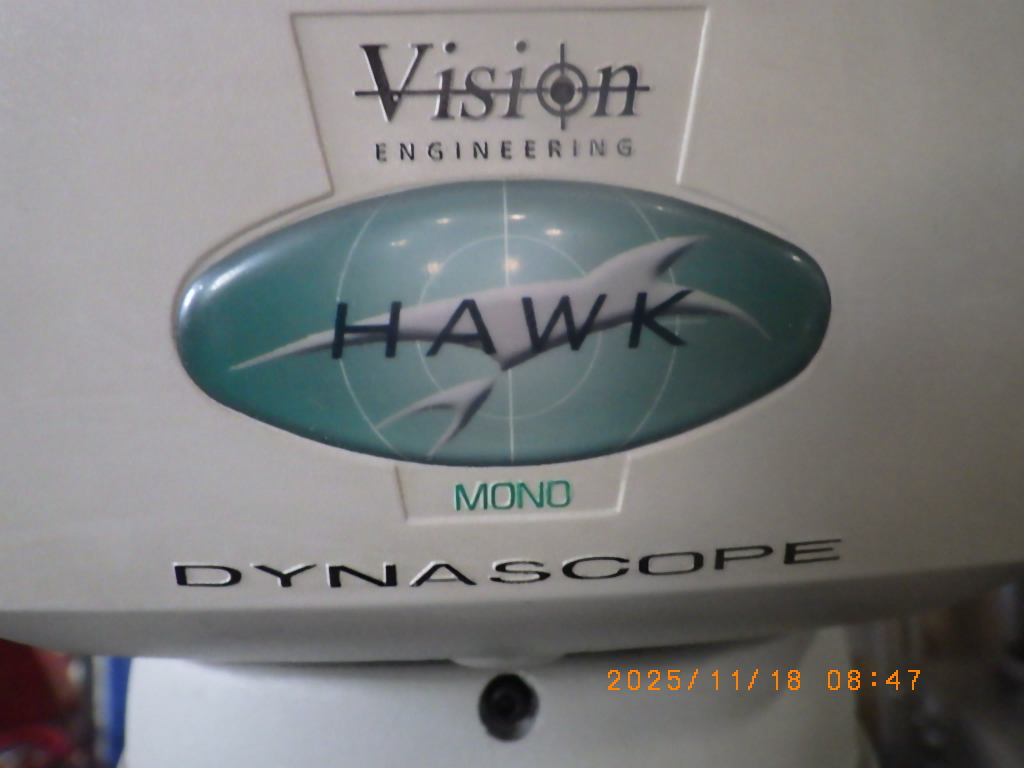 Vision
ENGINEERING
HAWK
MONO
DYNASCOPE
2025/11/18 08:47